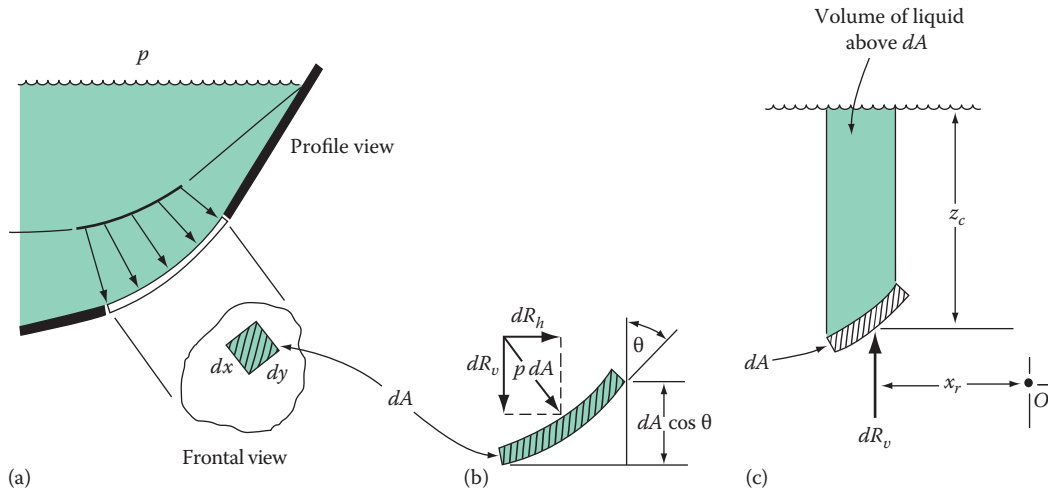 p
Profile view
dx
dy
dA
Frontal view
(a)
dR_h
dR_v
p dA
θ
dA cos θ
(b)
Volume of liquid
above dA
z_c
dA
x_r
O
dR_v
(c)